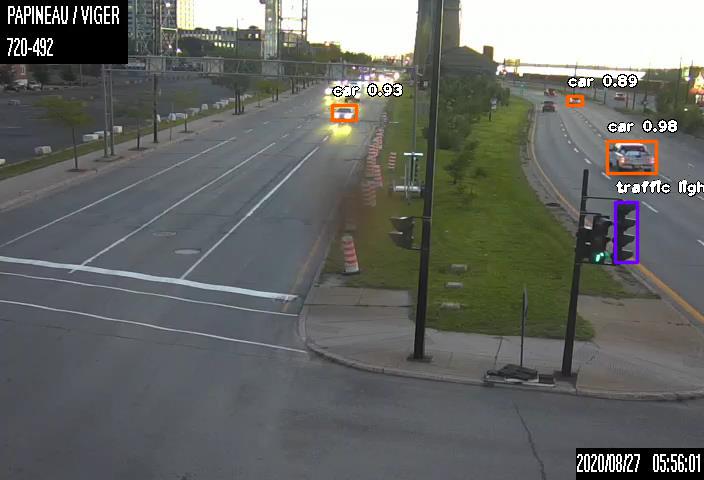 PAPINEAU / VIGER
720-492
car 0.89
car 0.93
car 0.98
traffic ligh
2020/08/27 05:56:01